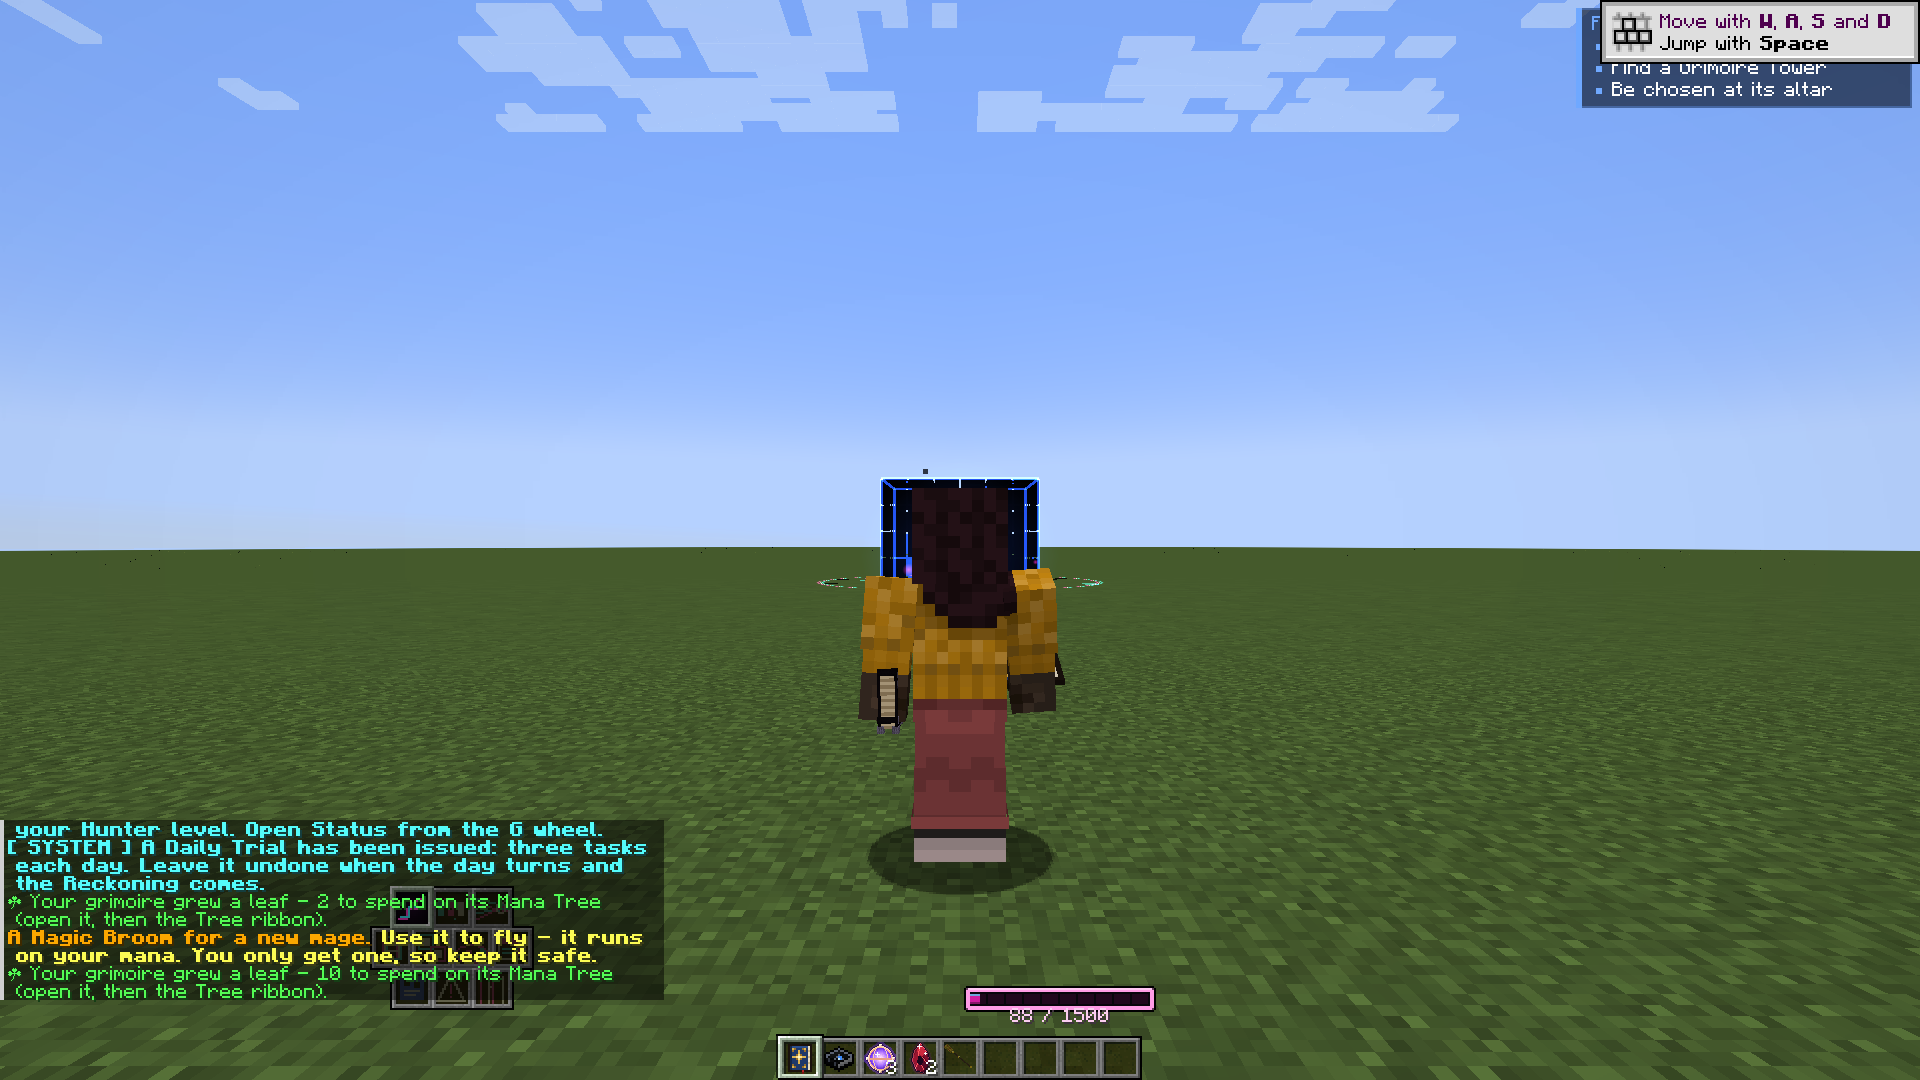 Move with W, A, S and D
Jump with Space
Find a Grimoire Tower
Be chosen at its altar
your Hunter level. Open Status from the G wheel.
[ SYSTEM ] A Daily Trial has been issued: three tasks
each day. Leave it undone when the day turns and
the Reckoning comes.
☘ Your grimoire grew a leaf - 2 to spend on its Mana Tree
(open it, then the Tree ribbon).
A Magic Broom for a new mage. Use it to fly - it runs
on your mana. You only get one, so keep it safe.
☘ Your grimoire grew a leaf - 10 to spend on its Mana Tree
(open it, then the Tree ribbon).
88 / 1500
3
2